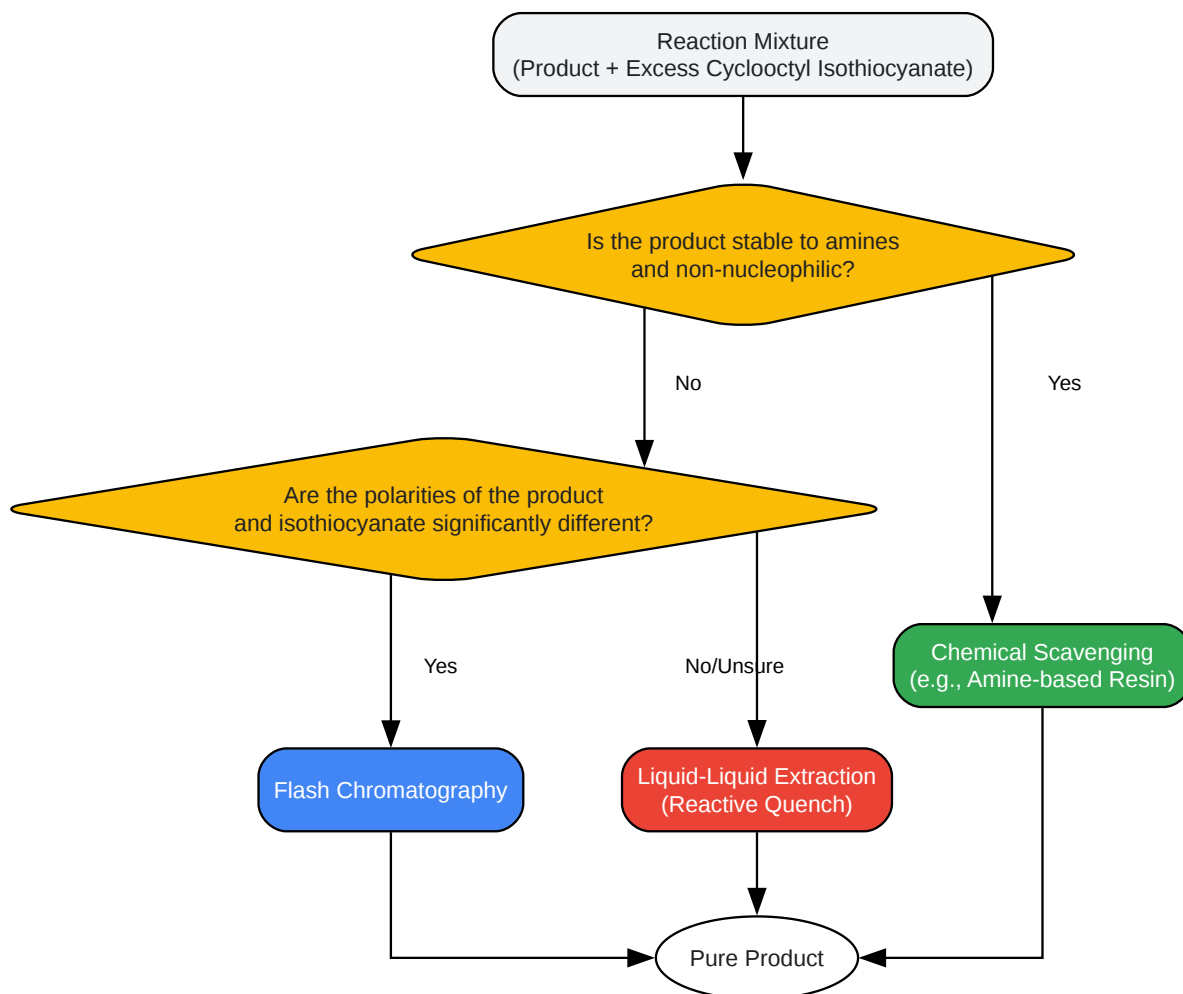 Reaction Mixture
(Product + Excess Cyclooctyl Isothiocyanate)
Is the product stable to amines
and non-nucleophilic?
No
Yes
Are the polarities of the product
and isothiocyanate significantly different?
Yes
No/Unsure
Chemical Scavenging
(e.g., Amine-based Resin)
Flash Chromatography
Liquid-Liquid Extraction
(Reactive Quench)
Pure Product